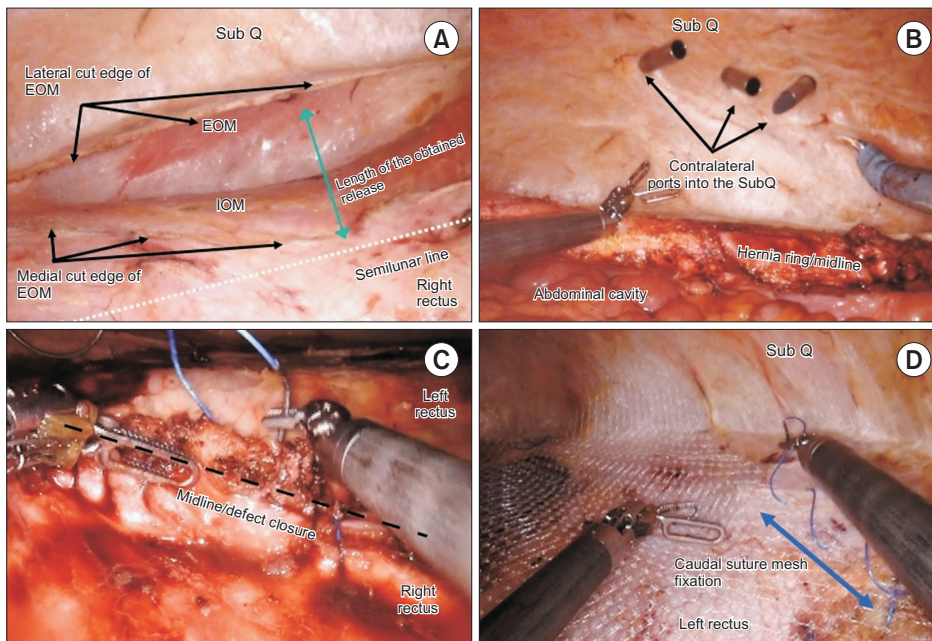 A
Sub Q
Lateral cut edge of
EOM
EOM
Length of the obtained
release
IOM
Medial cut edge of
EOM
Semilunar line
Right
rectus
B
Sub Q
Contralateral
ports into the SubQ
Hernia ring/midline
Abdominal cavity
C
Left
rectus
Midline/defect closure
Right
rectus
D
Sub Q
Caudal suture mesh
fixation
Left rectus